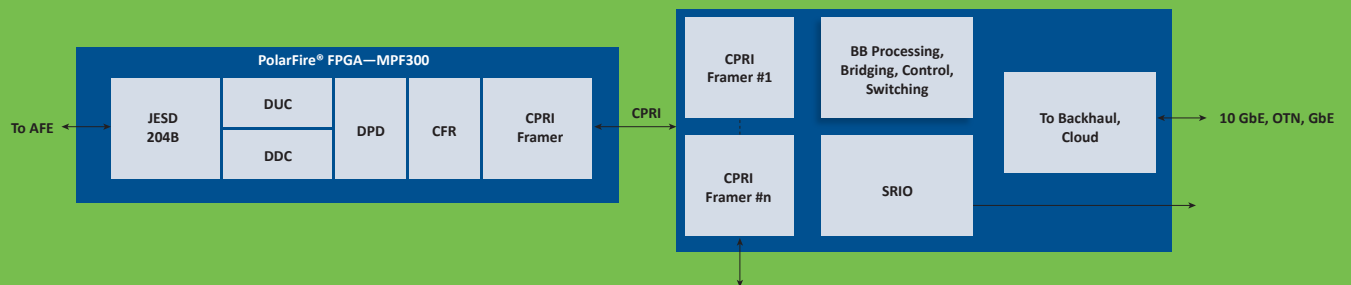 PolarFire® FPGA—MPF300
To AFE
JESD
204B
DUC
DDC
DPD
CFR
CPRI
Framer
CPRI
CPRI
Framer #1
CPRI
Framer #n
BB Processing,
Bridging, Control,
Switching
SRIO
To Backhaul,
Cloud
10 GbE, OTN, GbE